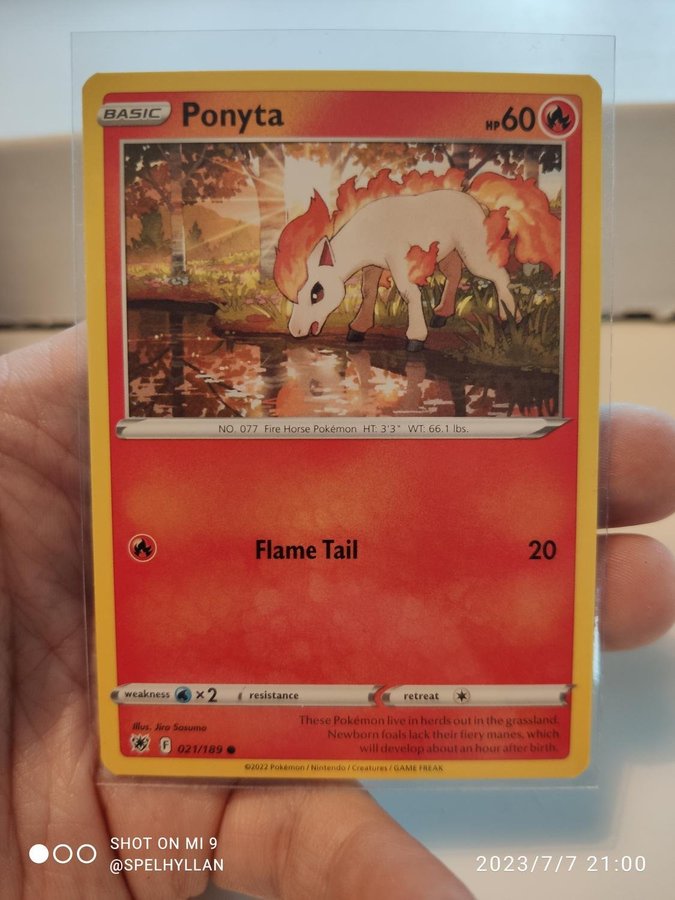 BASIC Ponyta HP 60
NO. 077 Fire Horse Pokémon HT: 3'3" WT: 66.1 lbs.
Flame Tail 20
weakness ×2 resistance retreat
These Pokémon live in herds out in the grassland.
Newborn foals lack their fiery manes, which
will develop about an hour after birth.
Illus. Jiro Sasumo
F 021/189
©2022 Pokémon / Nintendo / Creatures / GAME FREAK
SHOT ON MI 9
@SPELHYLLAN
2023/7/7 21:00